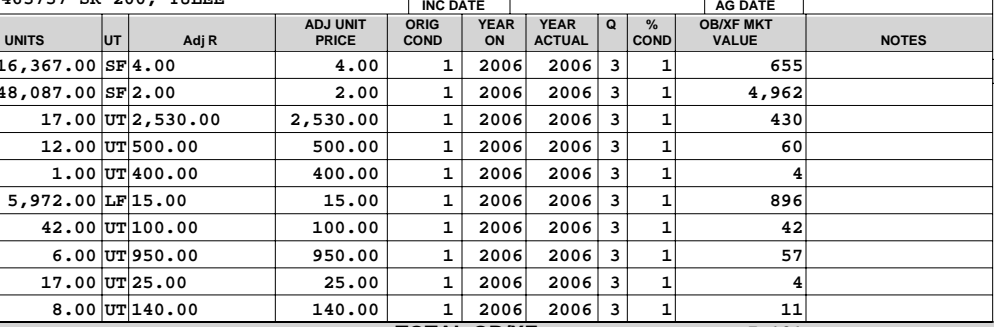 INC DATE AG DATE
UNITS UT Adj R ADJ UNIT PRICE ORIG COND YEAR ON YEAR ACTUAL Q % COND OB/XF MKT VALUE NOTES
16,367.00 SF 4.00 4.00 1 2006 2006 3 1 655
48,087.00 SF 2.00 2.00 1 2006 2006 3 1 4,962
17.00 UT 2,530.00 2,530.00 1 2006 2006 3 1 430
12.00 UT 500.00 500.00 1 2006 2006 3 1 60
1.00 UT 400.00 400.00 1 2006 2006 3 1 4
5,972.00 LF 15.00 15.00 1 2006 2006 3 1 896
42.00 UT 100.00 100.00 1 2006 2006 3 1 42
6.00 UT 950.00 950.00 1 2006 2006 3 1 57
17.00 UT 25.00 25.00 1 2006 2006 3 1 4
8.00 UT 140.00 140.00 1 2006 2006 3 1 11